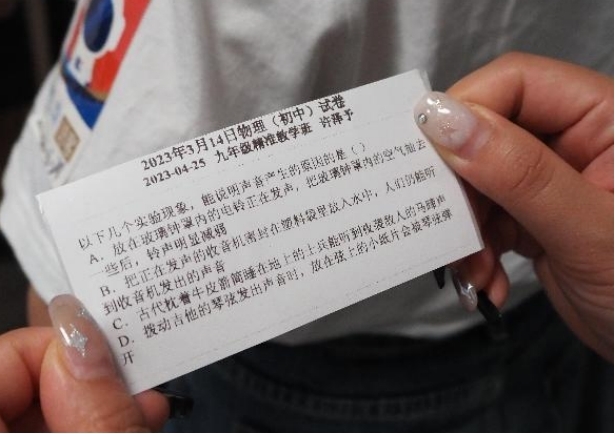 2023年3月14日物理（初中）试卷
2023-04-25 九年级精准教学班 许得予
以下几个实验现象，能说明声音产生的原因的是（）
A. 放在玻璃钟罩内的电铃正在发声，把玻璃钟罩内的空气抽去
一些后，铃声明显减弱
B. 把正在发声的收音机密封在塑料袋里放入水中，人们仍能听
到收音机发出的声音
C. 古代枕着牛皮箭筒睡在地上的士兵能听到夜袭敌人的马蹄声
D. 拨动吉他的琴弦发出声音时，放在弦上的小纸片会被琴弦弹
开